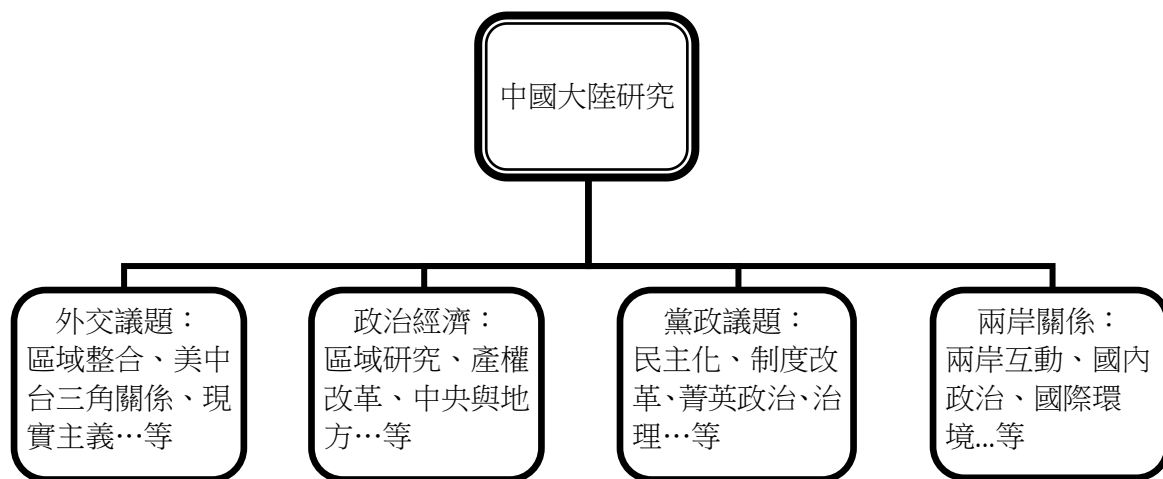 中國大陸研究
外交議題：
區域整合、美中
台三角關係、現
實主義…等
政治經濟：
區域研究、產權
改革、中央與地
方…等
黨政議題：
民主化、制度改
革、菁英政治、治
理…等
兩岸關係：
兩岸互動、國內
政治、國際環
境...等